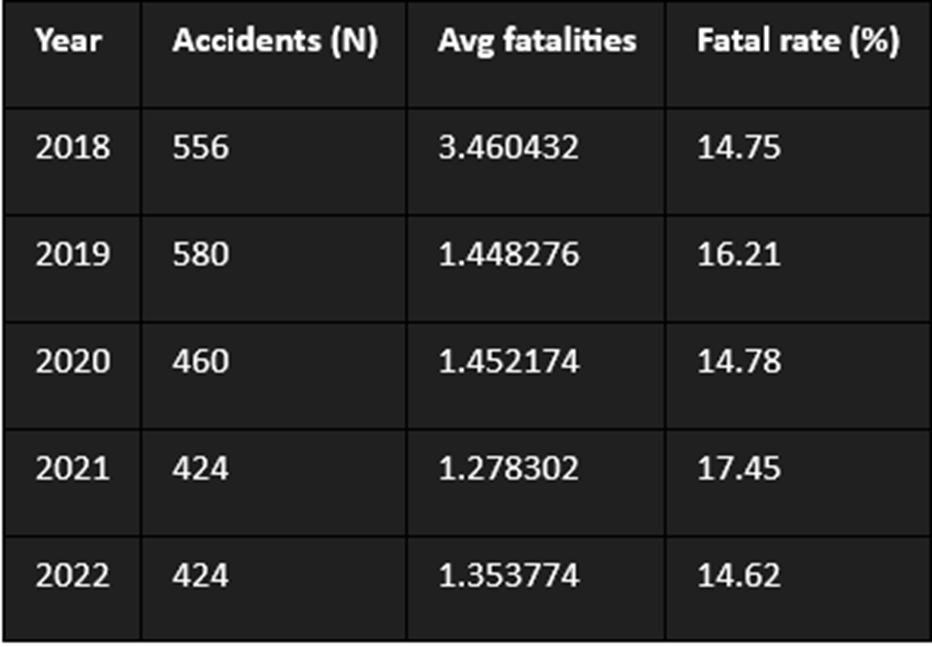 Year Accidents (N) Avg fatalities Fatal rate (%)
2018 556 3.460432 14.75
2019 580 1.448276 16.21
2020 460 1.452174 14.78
2021 424 1.278302 17.45
2022 424 1.353774 14.62